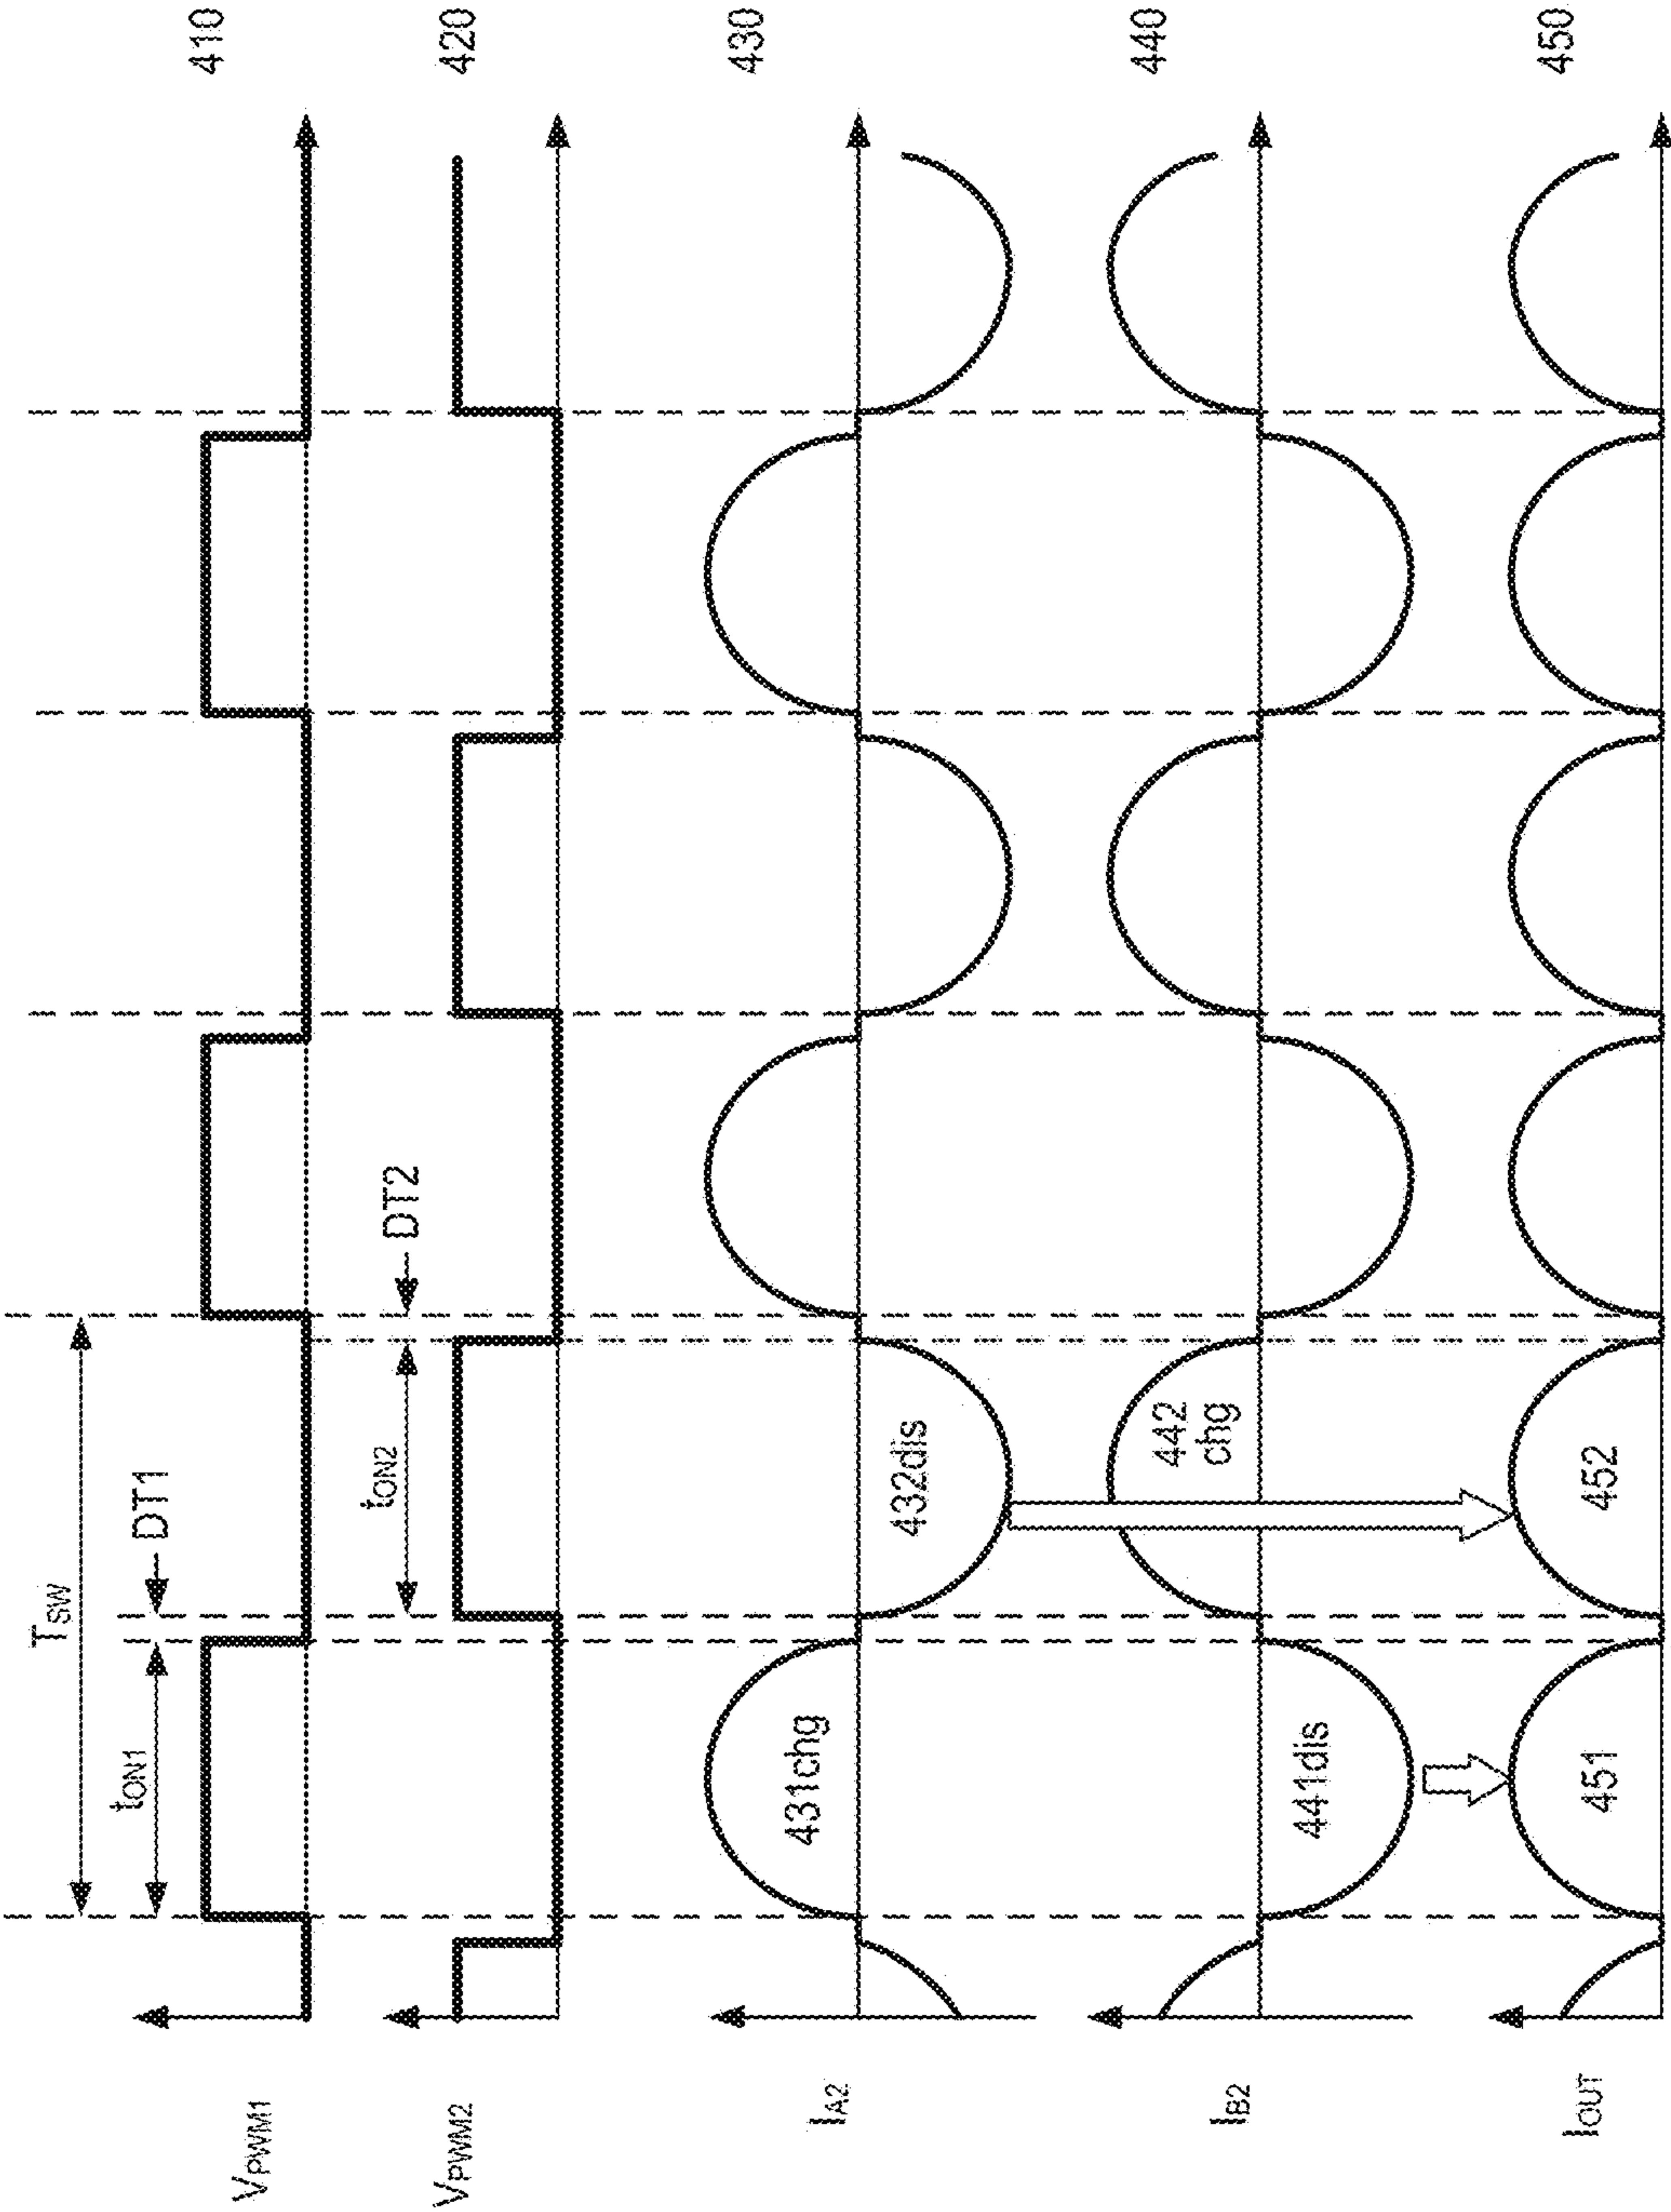 T_SW
t_ON1
DT1
410
V_PWM1
t_ON2
DT2
420
V_PWM2
430
431chg
432dis
I_A2
440
442
chg
441dis
I_B2
450
451
452
I_OUT